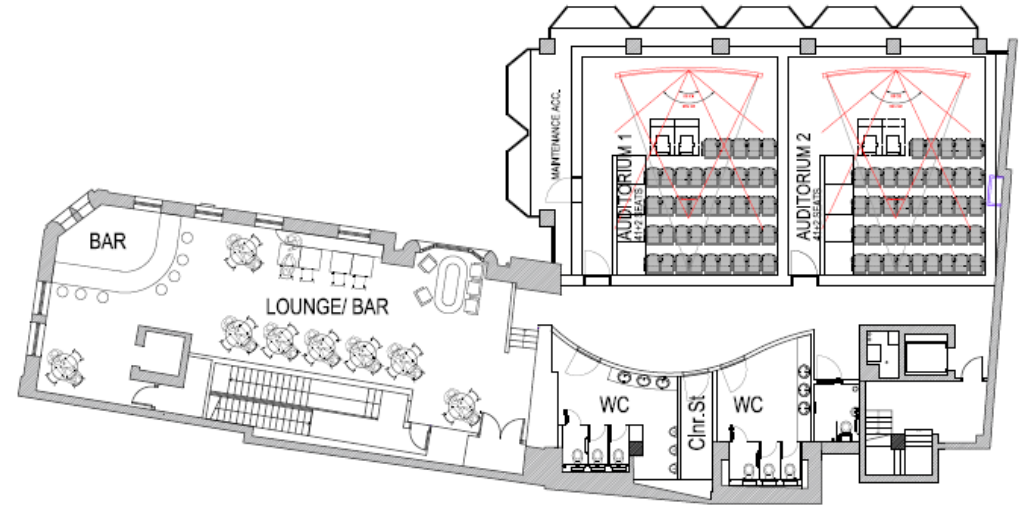 MAINTENANCE ACC.
AUDITORIUM 1
41+2 SEATS
AUDITORIUM 2
41+2 SEATS
BAR
LOUNGE/ BAR
WC
Clnr.St
WC